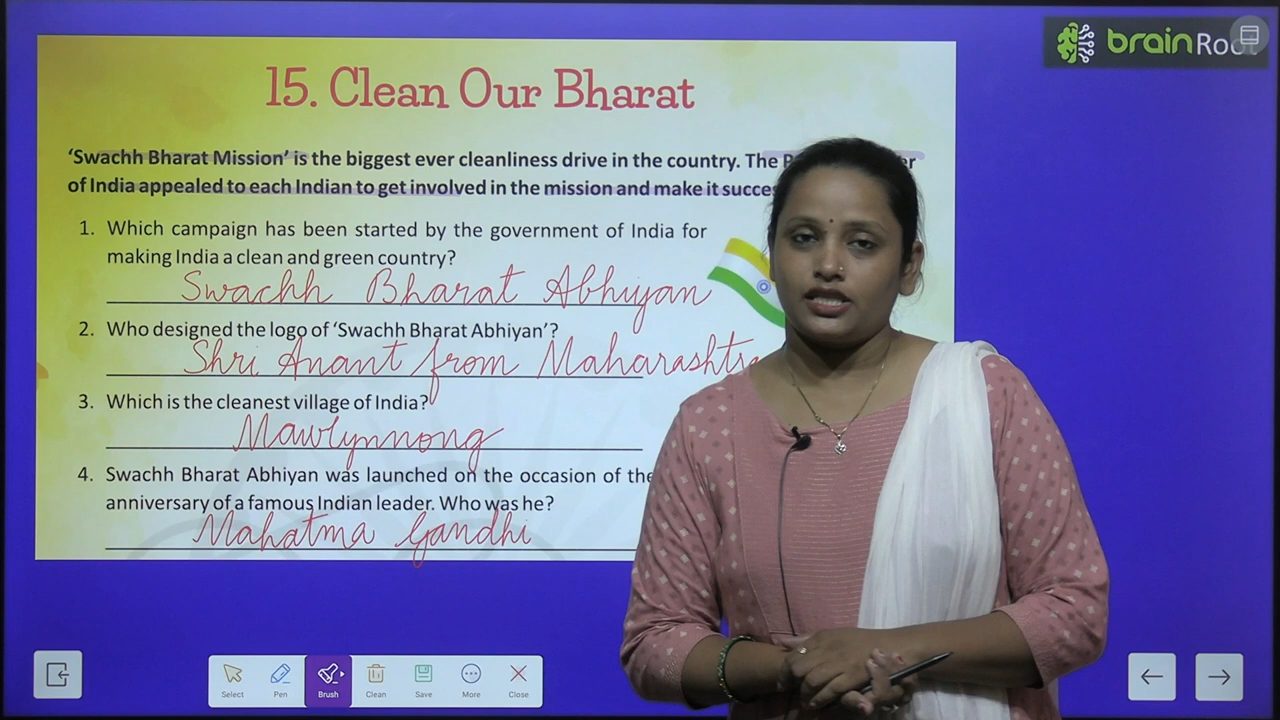 brainRoot
15. Clean Our Bharat
'Swachh Bharat Mission' is the biggest ever cleanliness drive in the country. The
of India appealed to each Indian to get involved in the mission and make it
1. Which campaign has been started by the government of India for
making India a clean and green country?
Swachh Bharat Abhiyan
2. Who designed the logo of 'Swachh Bharat Abhiyan'?
Shri Anant from Maharashtra
3. Which is the cleanest village of India?
Mawlynnong
4. Swachh Bharat Abhiyan was launched on the occasion of the
anniversary of a famous Indian leader. Who was he?
Mahatma Gandhi
Select Pen Brush Clean Save More Close